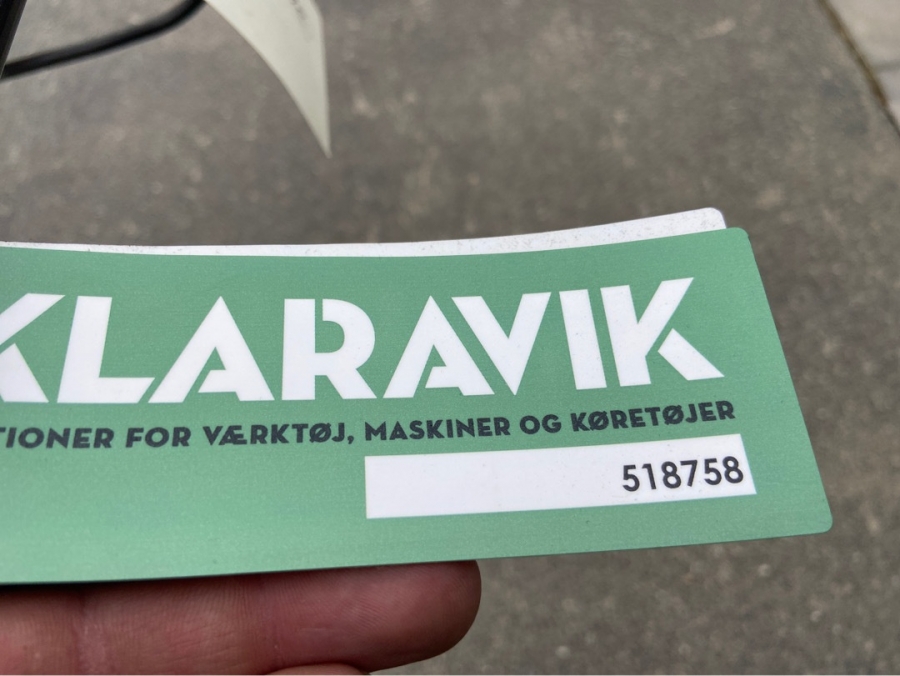 KLARAVIK
TIONER FOR VÆRKTØJ, MASKINER OG KØRETØJER
518758